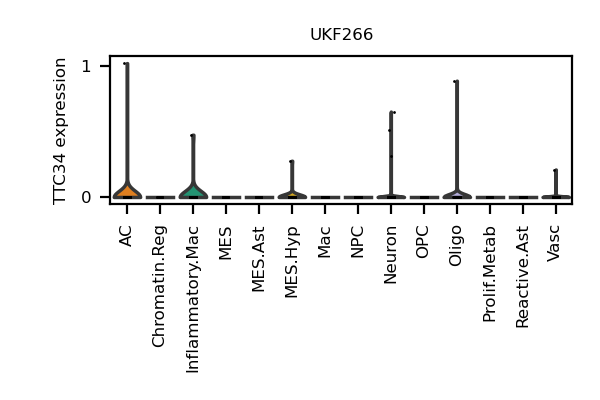 UKF266
TTC34 expression
1
0
AC
Chromatin.Reg
Inflammatory.Mac
MES
MES.Ast
MES.Hyp
Mac
NPC
Neuron
OPC
Oligo
Prolif.Metab
Reactive.Ast
Vasc